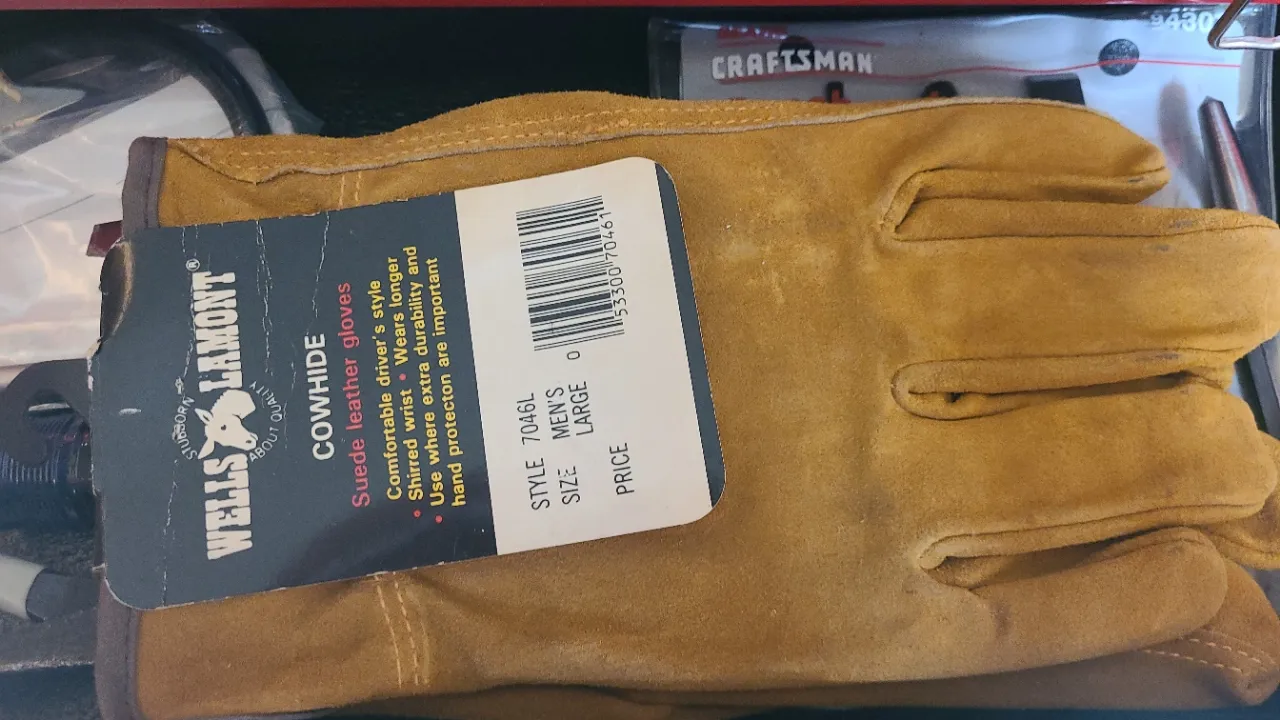 CRAFTSMAN
9430
STUBBORN
WELLS LAMONT®
ABOUT QUALITY
COWHIDE
Suede leather gloves
Comfortable driver's style
• Shirred wrist • Wears longer
• Use where extra durability and
hand protecton are important
0 53300 70461
STYLE 7046L
SIZE MEN'S
LARGE
PRICE